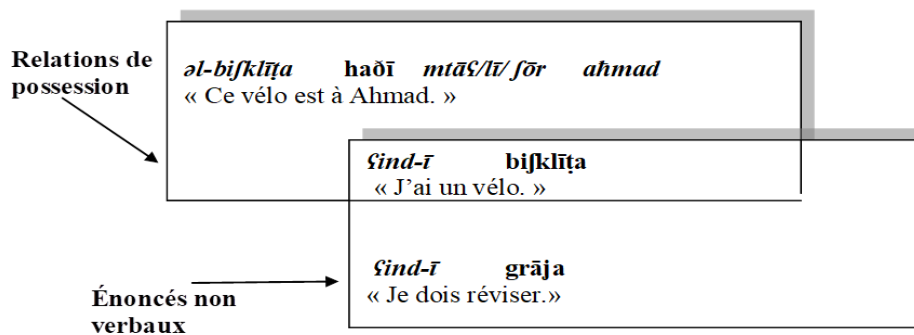 Relations de
possession
əl-biʃklīṭa haðī mtāʕ/lī/ ʃōr aħmad
« Ce vélo est à Ahmad. »
ʕind-ī biʃklīṭa
« J'ai un vélo. »
ʕind-ī grāja
« Je dois réviser.»
Énoncés non
verbaux